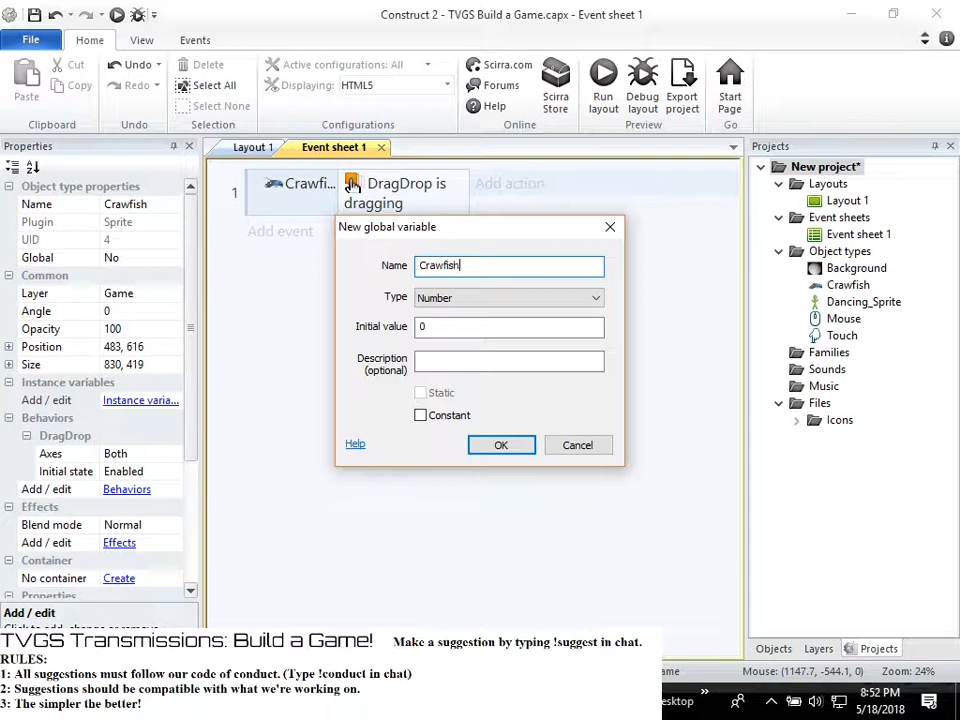 Construct 2 - TVGS Build a Game.capx - Event sheet 1
File
Home
View
Events
Paste
Cut
Copy
Clipboard
Undo
Redo
Undo
Delete
Select All
Select None
Selection
Active configurations: All
Displaying: HTML5
Configurations
Scirra.com
Forums
Help
Scirra Store
Online
Run layout
Debug layout
Export project
Preview
Start Page
Go
Properties
Object type properties
Name Crawfish
Plugin Sprite
UID 4
Global No
Common
Layer Game
Angle 0
Opacity 100
Position 483, 616
Size 830, 419
Instance variables
Add / edit Instance varia...
Behaviors
DragDrop
Axes Both
Initial state Enabled
Add / edit Behaviors
Effects
Blend mode Normal
Add / edit Effects
Container
No container Create
Properties
Add / edit
Layout 1
Event sheet 1
1
Crawfi...
DragDrop is
dragging
Add action
Add event
New global variable
Name Crawfish
Type Number
Initial value 0
Description
(optional)
Static
Constant
Help
OK
Cancel
Projects
New project*
Layouts
Layout 1
Event sheets
Event sheet 1
Object types
Background
Crawfish
Dancing_Sprite
Mouse
Touch
Families
Sounds
Music
Files
Icons
Objects
Layers
Projects
Mouse: (1147.7, -544.1, 0)
Zoom: 24%
TVGS Transmissions: Build a Game!
Make a suggestion by typing !suggest in chat.
RULES:
1: All suggestions must follow our code of conduct. (Type !conduct in chat)
2: Suggestions should be compatible with what we're working on.
3: The simpler the better!
8:52 PM
5/18/2018